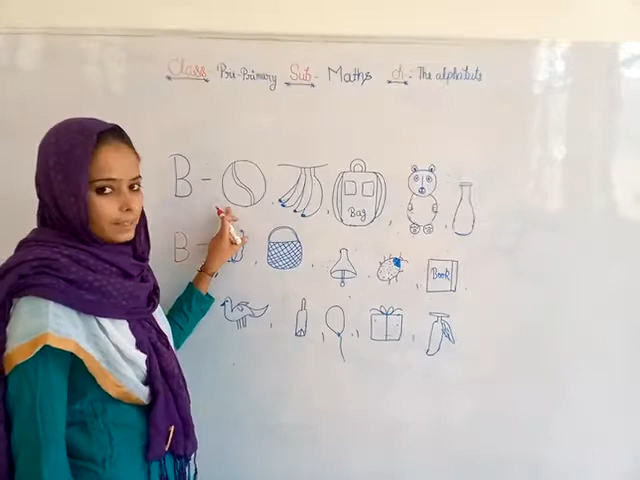 Class - Pre-Primary Sub - Maths ch - The alphabets
B -
Bag
B -
Book